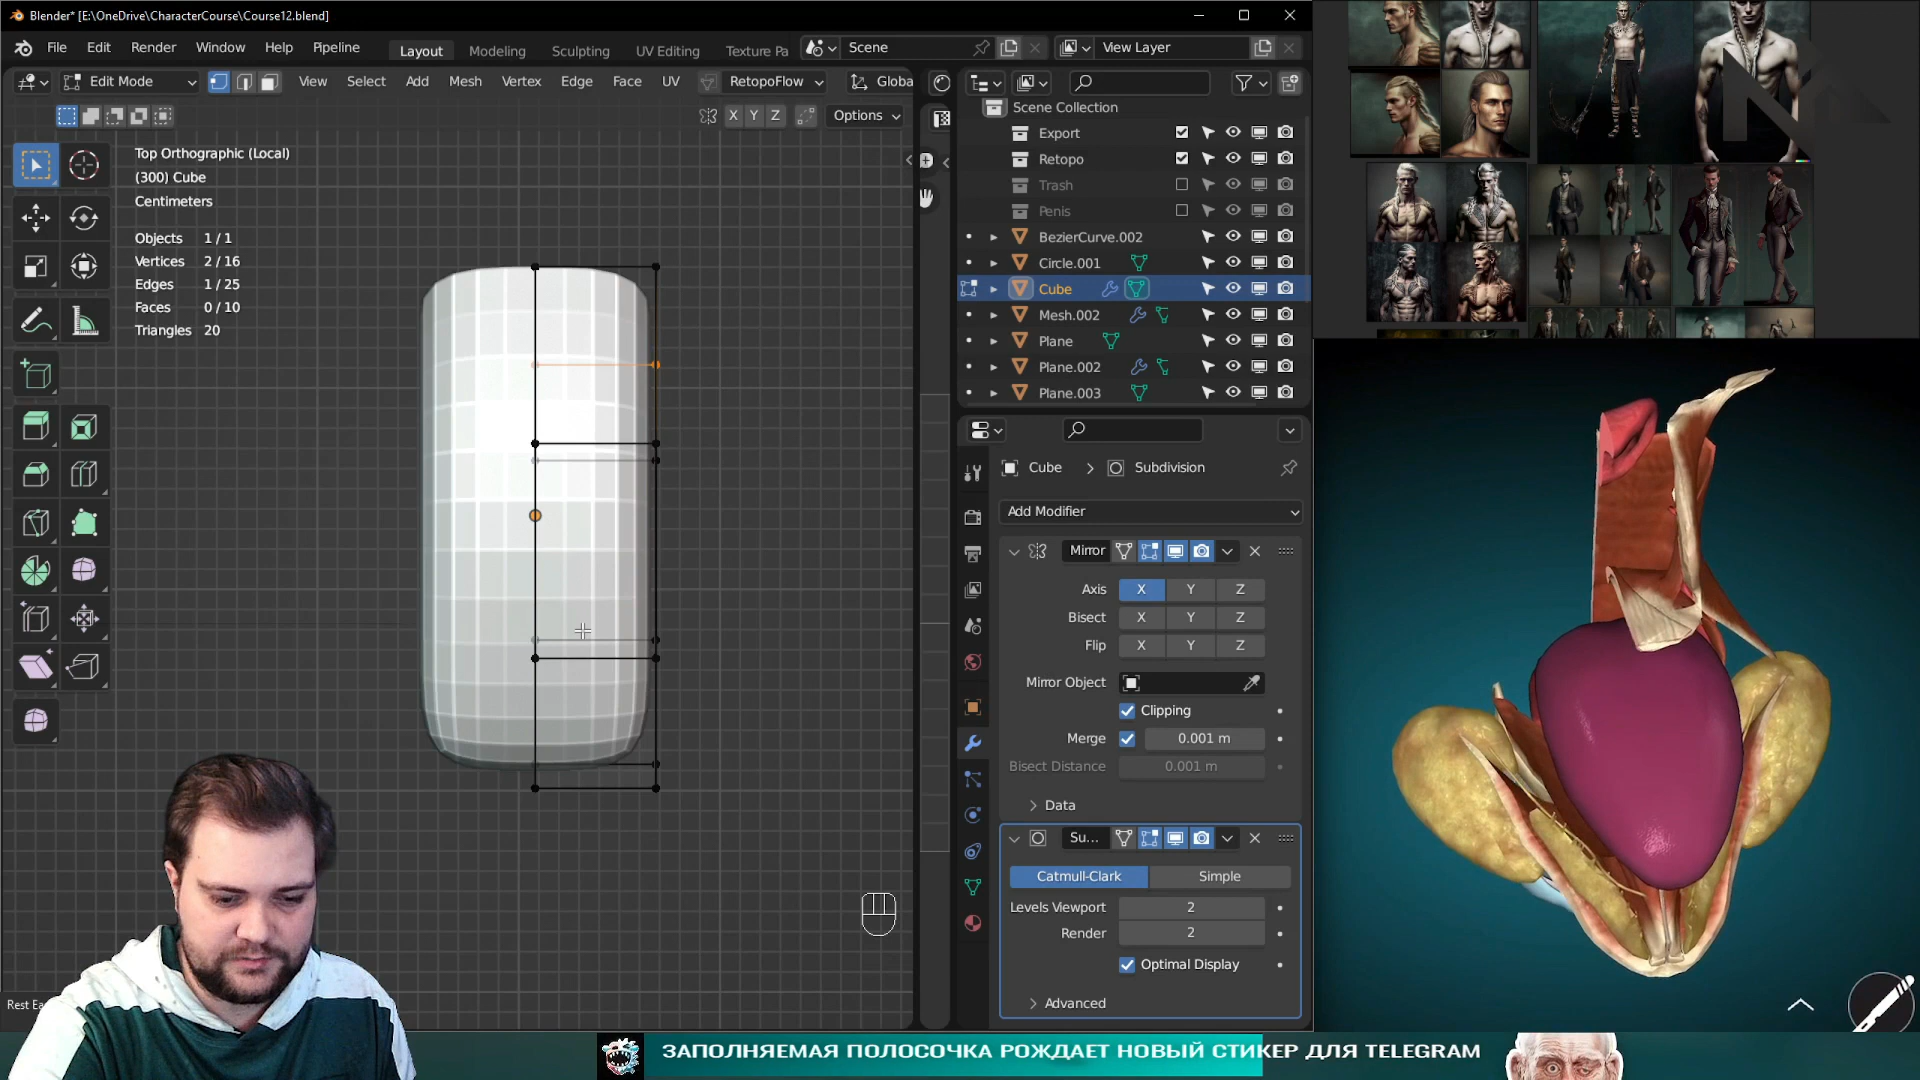 Blender* [E:\OneDrive\CharacterCourse\Course12.blend]
File Edit Render Window Help Pipeline Layout Modeling Sculpting UV Editing Texture Pa Scene View Layer
Edit Mode View Select Add Mesh Vertex Edge Face UV RetopoFlow Globa
X Y Z Options
Top Orthographic (Local)
(300) Cube
Centimeters
Objects 1 / 1
Vertices 2 / 16
Edges 1 / 25
Faces 0 / 10
Triangles 20
Rest Ea
Scene Collection
Export
Retopo
Trash
Penis
BezierCurve.002
Circle.001
Cube
Mesh.002
Plane
Plane.002
Plane.003
Cube Subdivision
Add Modifier
Mirror
Axis X Y Z
Bisect X Y Z
Flip X Y Z
Mirror Object
Clipping
Merge 0.001 m
Bisect Distance 0.001 m
Data
Su...
Catmull-Clark Simple
Levels Viewport 2
Render 2
Optimal Display
Advanced
ЗАПОЛНЯЕМАЯ ПОЛОСОЧКА РОЖДАЕТ НОВЫЙ СТИКЕР ДЛЯ TELEGRAM